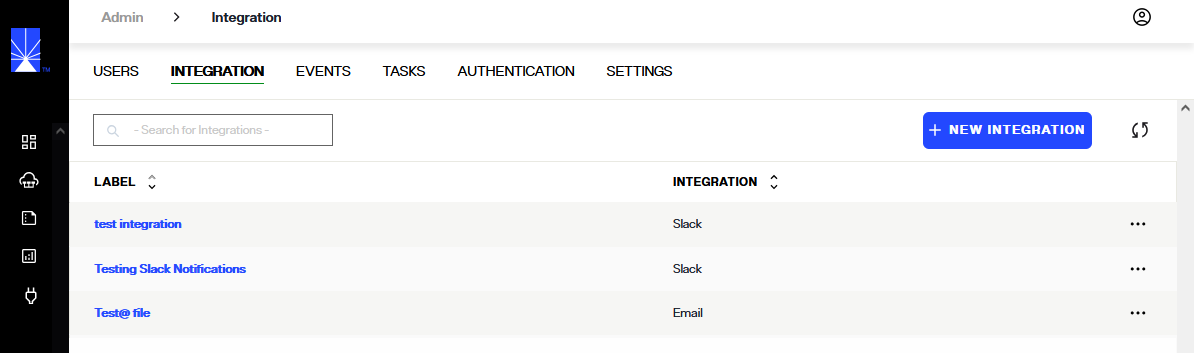 Admin > Integration
TM
USERS INTEGRATION EVENTS TASKS AUTHENTICATION SETTINGS
- Search for Integrations -
+ NEW INTEGRATION
LABEL INTEGRATION
test integration Slack
Testing Slack Notifications Slack
Test@ file Email